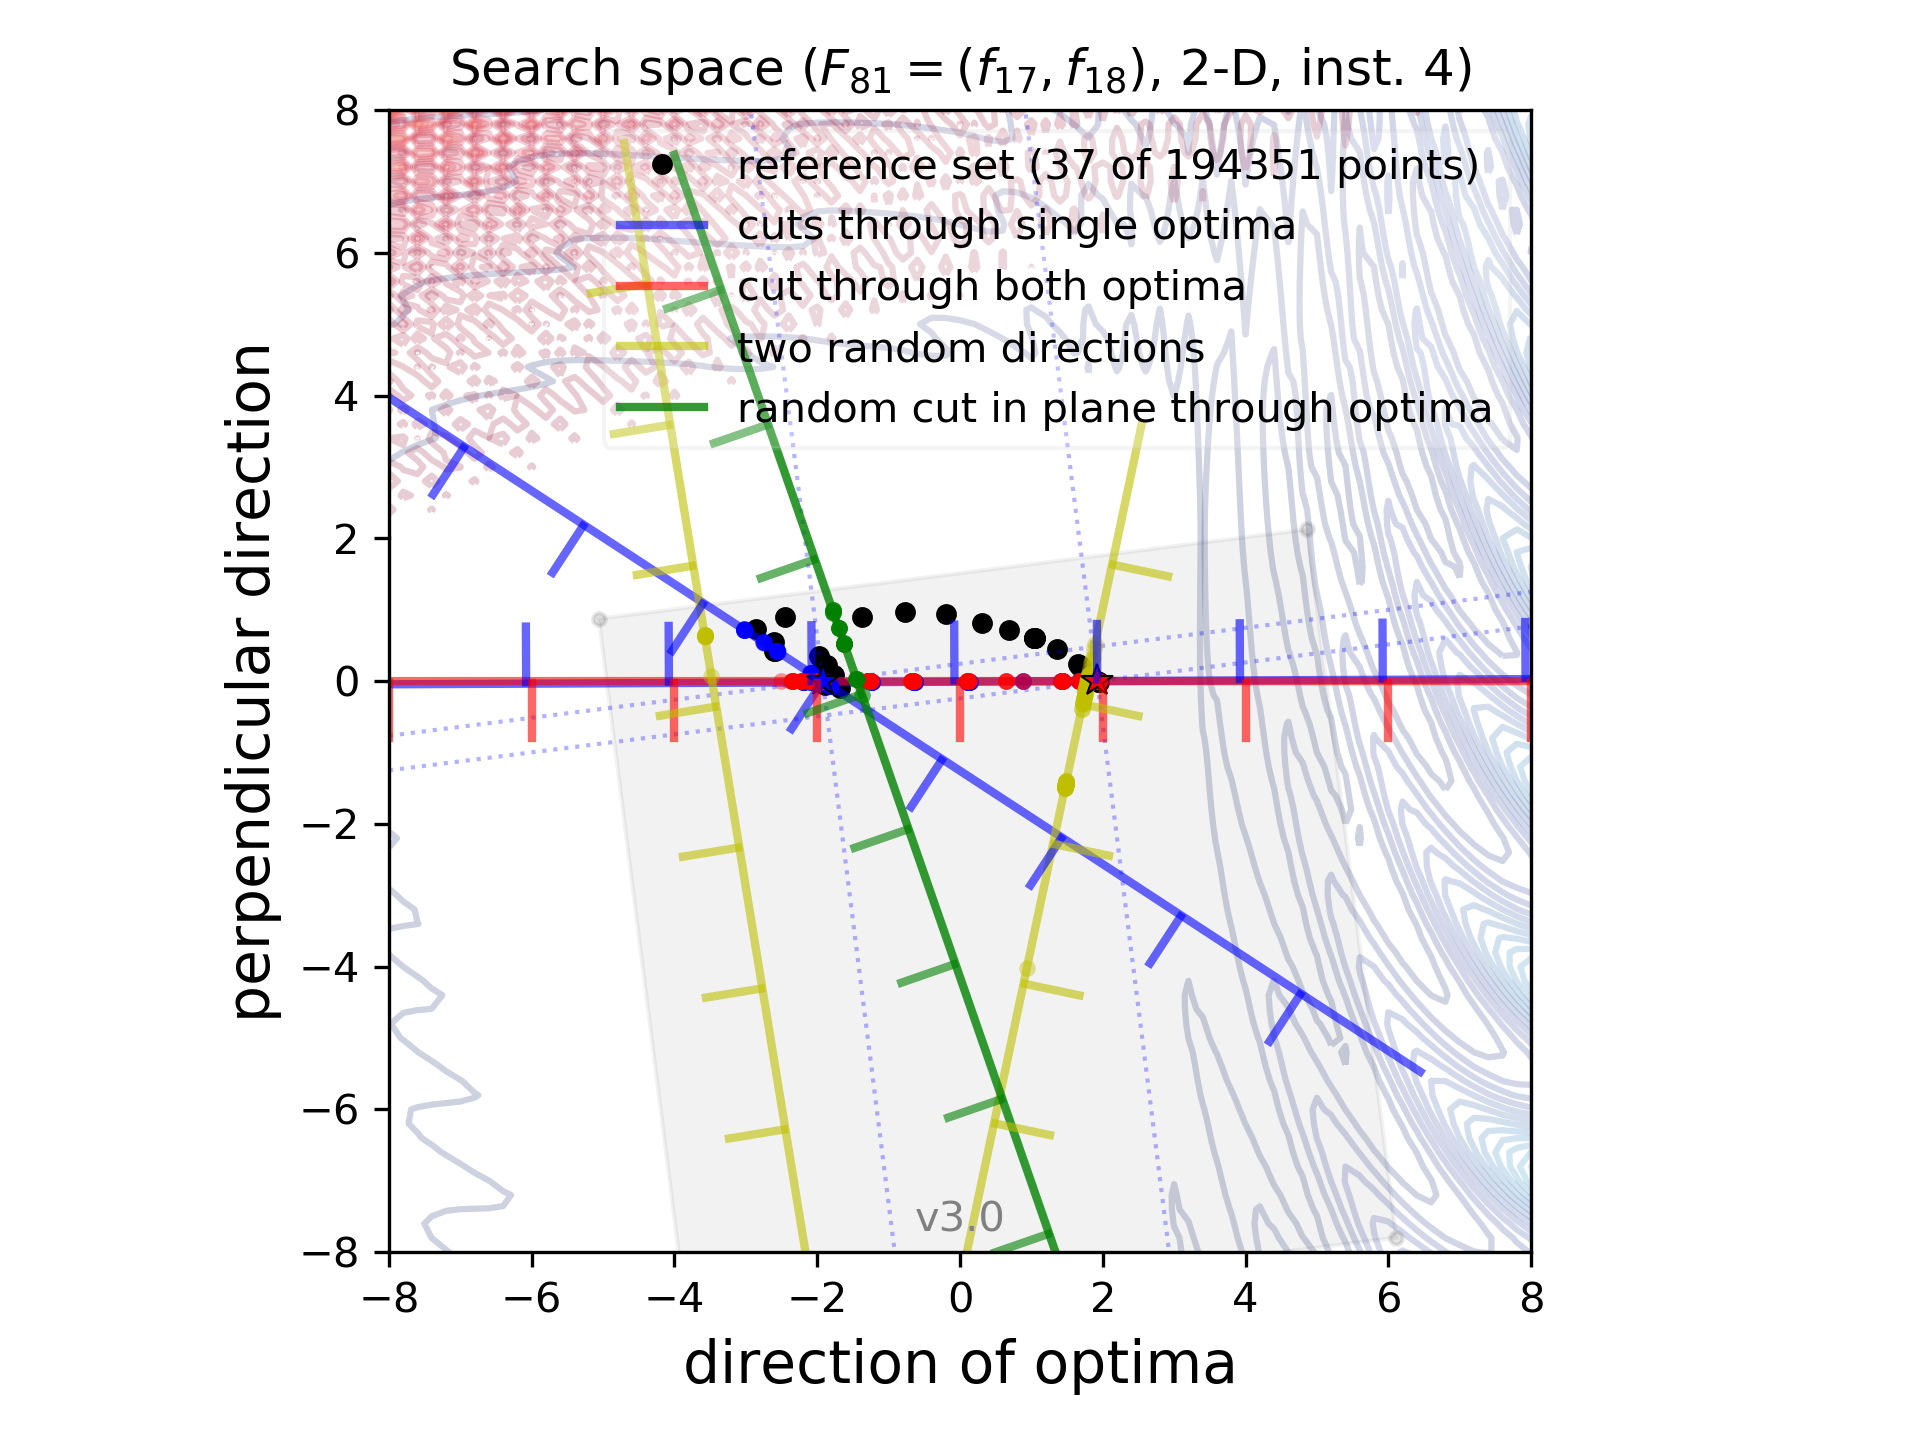 Search space (F81 = (f17, f18), 2-D, inst. 4)
reference set (37 of 194351 points)
cuts through single optima
cut through both optima
two random directions
random cut in plane through optima
8
6
4
2
0
−2
−4
−6
−8
perpendicular direction
v3.0
−8 −6 −4 −2 0 2 4 6 8
direction of optima